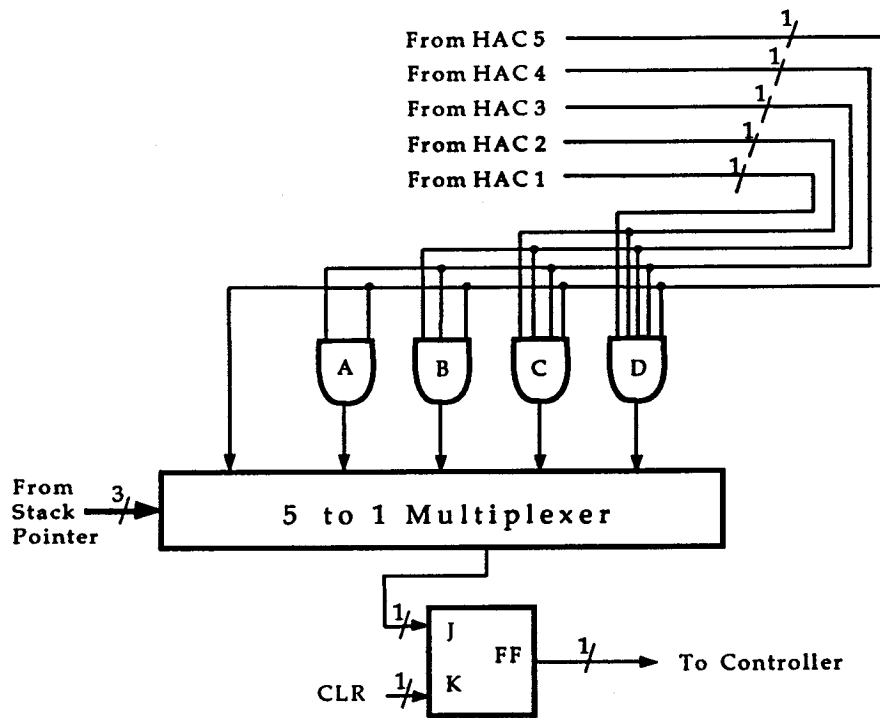 From HAC 5
1
From HAC 4
1
From HAC 3
1
From HAC 2
1
From HAC 1
1
A
B
C
D
From
Stack
Pointer
3
5 to 1 Multiplexer
1
J
FF
1
To Controller
CLR
1
K